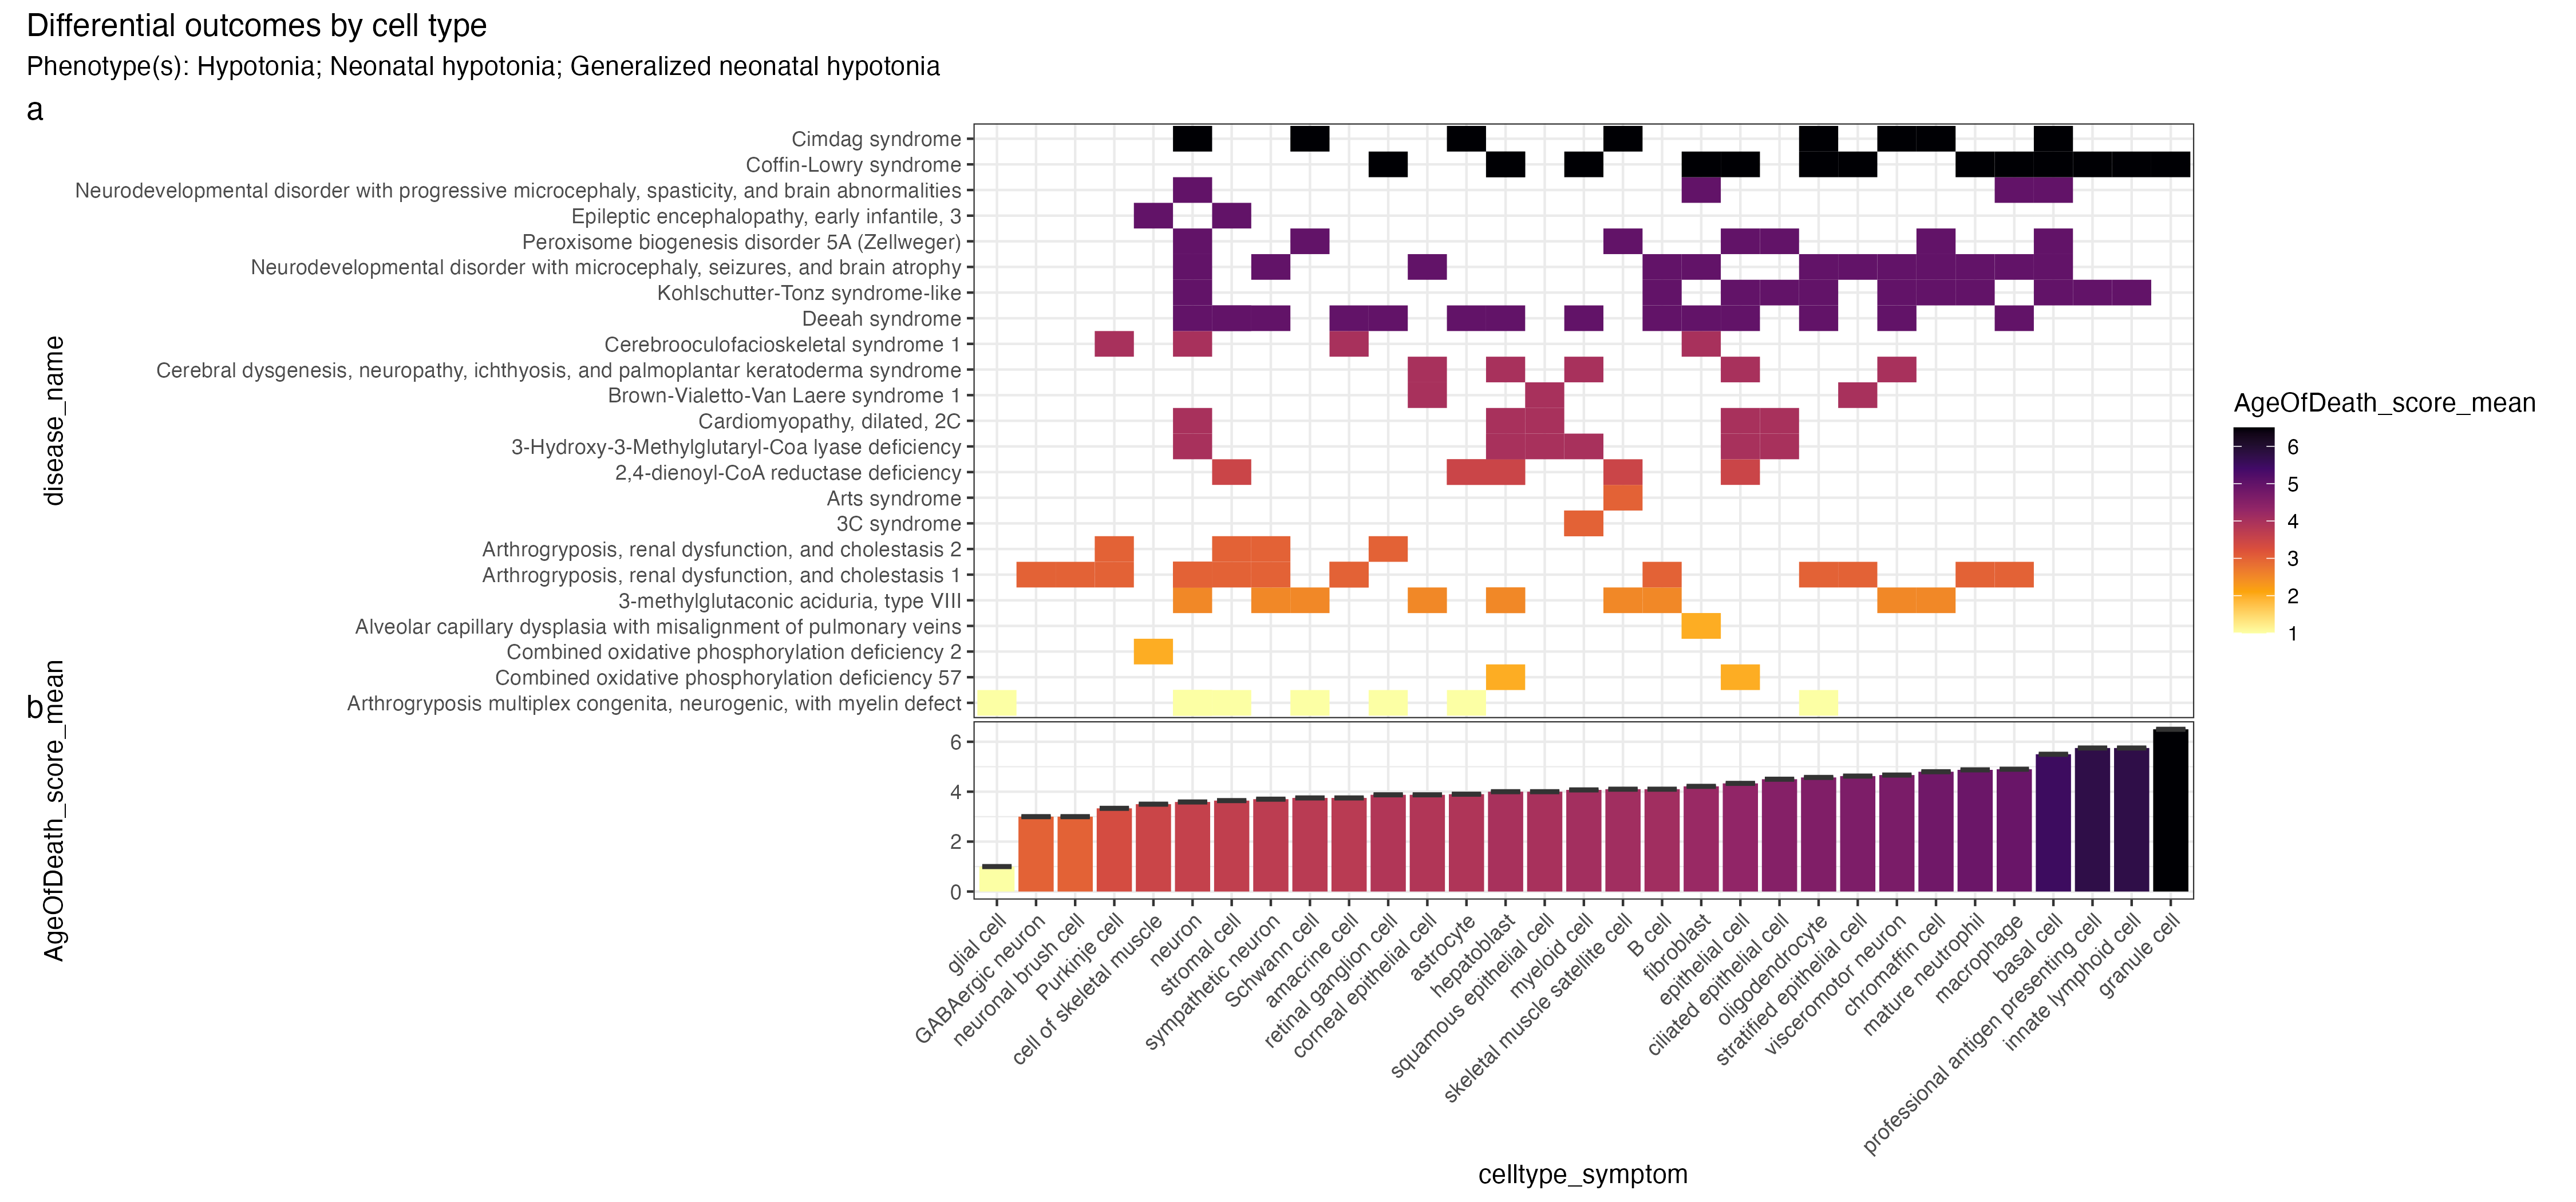 Differential outcomes by cell type
Phenotype(s): Hypotonia; Neonatal hypotonia; Generalized neonatal hypotonia
a
disease_name
Cimdag syndrome
Coffin-Lowry syndrome
Neurodevelopmental disorder with progressive microcephaly, spasticity, and brain abnormalities
Epileptic encephalopathy, early infantile, 3
Peroxisome biogenesis disorder 5A (Zellweger)
Neurodevelopmental disorder with microcephaly, seizures, and brain atrophy
Kohlschutter-Tonz syndrome-like
Deeah syndrome
Cerebrooculofacioskeletal syndrome 1
Cerebral dysgenesis, neuropathy, ichthyosis, and palmoplantar keratoderma syndrome
Brown-Vialetto-Van Laere syndrome 1
Cardiomyopathy, dilated, 2C
3-Hydroxy-3-Methylglutaryl-Coa lyase deficiency
2,4-dienoyl-CoA reductase deficiency
Arts syndrome
3C syndrome
Arthrogryposis, renal dysfunction, and cholestasis 2
Arthrogryposis, renal dysfunction, and cholestasis 1
3-methylglutaconic aciduria, type VIII
Alveolar capillary dysplasia with misalignment of pulmonary veins
Combined oxidative phosphorylation deficiency 2
Combined oxidative phosphorylation deficiency 57
Arthrogryposis multiplex congenita, neurogenic, with myelin defect
AgeOfDeath_score_mean
6
5
4
3
2
1
b
AgeOfDeath_score_mean
6
4
2
0
glial cell
GABAergic neuron
neuronal brush cell
Purkinje cell
cell of skeletal muscle
neuron
stromal cell
sympathetic neuron
Schwann cell
amacrine cell
retinal ganglion cell
corneal epithelial cell
astrocyte
hepatoblast
squamous epithelial cell
myeloid cell
skeletal muscle satellite cell
B cell
fibroblast
epithelial cell
ciliated epithelial cell
oligodendrocyte
stratified epithelial cell
visceromotor neuron
chromaffin cell
mature neutrophil
macrophage
basal cell
professional antigen presenting cell
innate lymphoid cell
granule cell
celltype_symptom